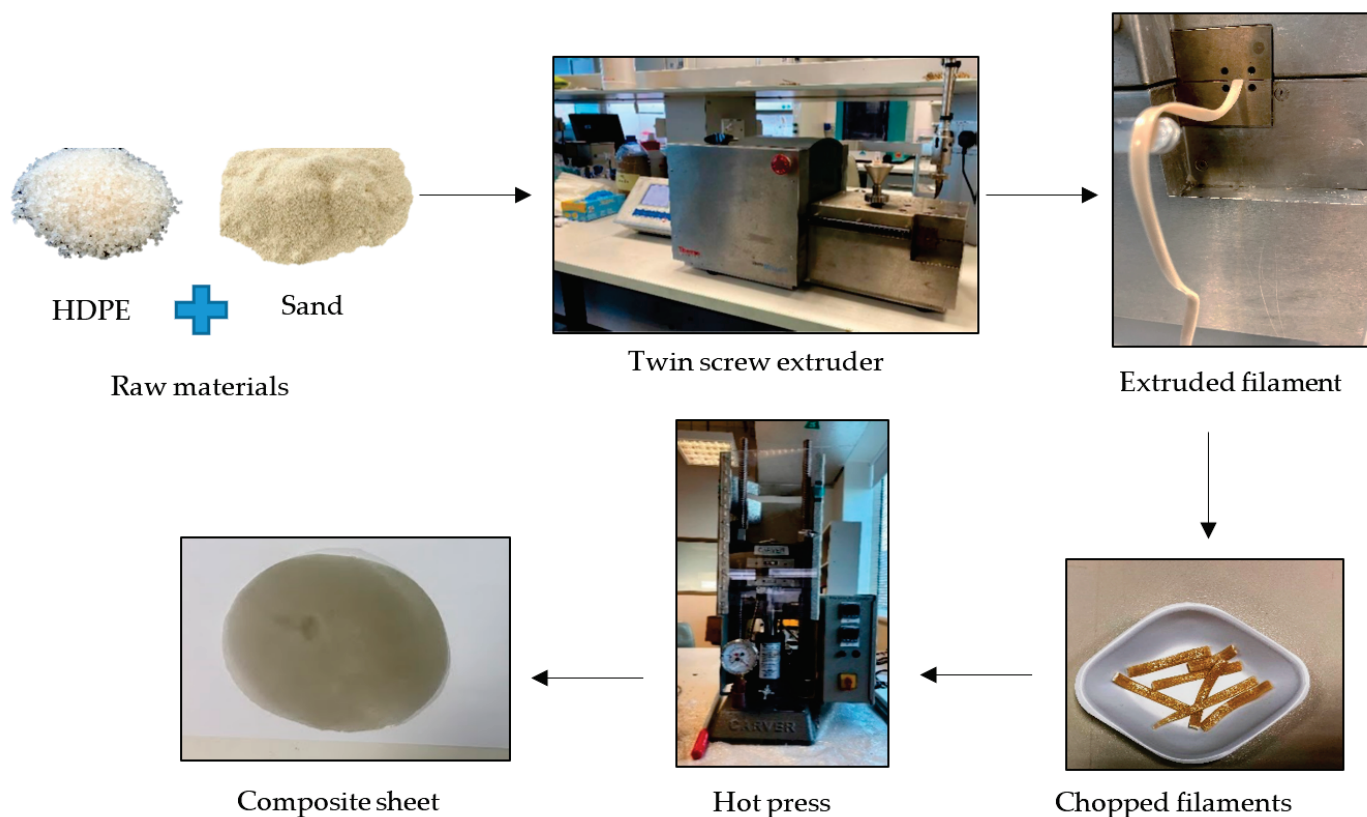 HDPE
Sand
Raw materials
Twin screw extruder
Extruded filament
Chopped filaments
CARVER
Hot press
Composite sheet